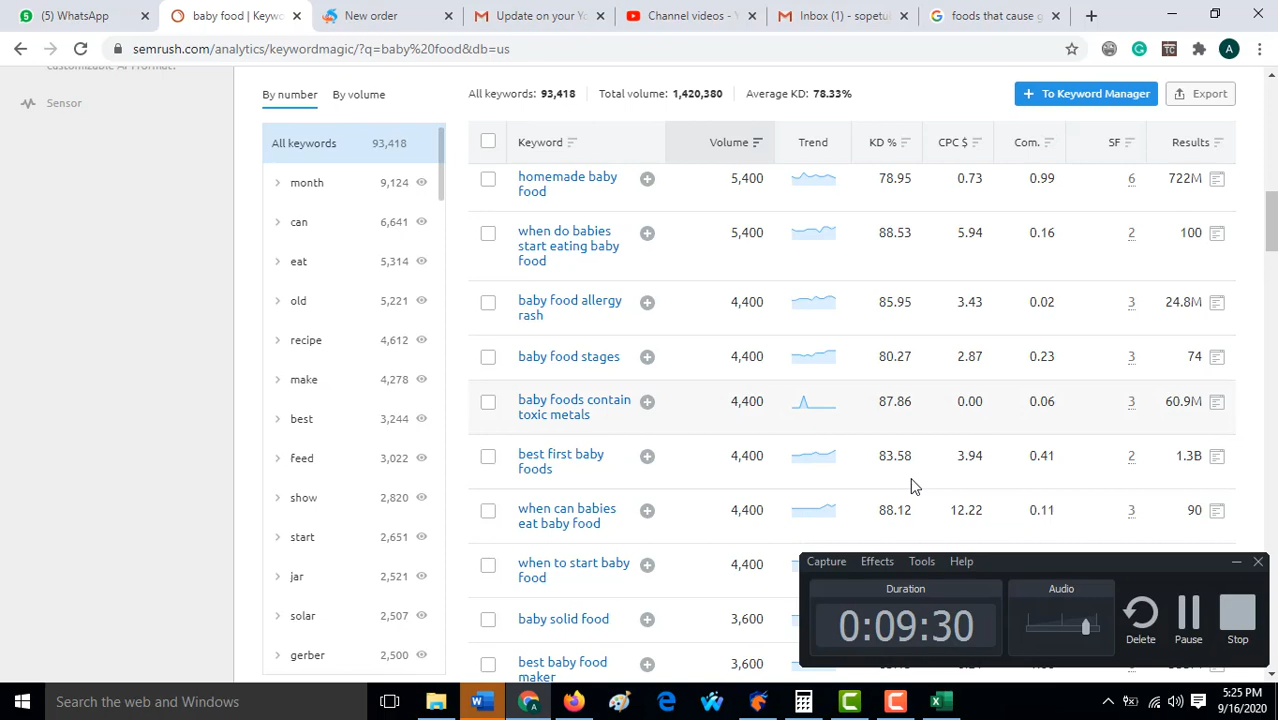 (5) WhatsApp
baby food | Keywo
New order
Update on your Yo
Channel videos - Y
Inbox (1) - sopetu
foods that cause g
semrush.com/analytics/keywordmagic/?q=baby%20food&db=us
A
Sensor
By number By volume
All keywords: 93,418 Total volume: 1,420,380 Average KD: 78.33%
To Keyword Manager
Export
All keywords 93,418
month 9,124
can 6,641
eat 5,314
old 5,221
recipe 4,612
make 4,278
best 3,244
feed 3,022
show 2,820
start 2,651
jar 2,521
solar 2,507
gerber 2,500
Keyword Volume Trend KD % CPC $ Com. SF Results
homemade baby
food
5,400 78.95 0.73 0.99 6 722M
when do babies
start eating baby
food
5,400 88.53 5.94 0.16 2 100
baby food allergy
rash
4,400 85.95 3.43 0.02 3 24.8M
baby food stages 4,400 80.27 2.87 0.23 3 74
baby foods contain
toxic metals
4,400 87.86 0.00 0.06 3 60.9M
best first baby
foods
4,400 83.58 3.94 0.41 2 1.3B
when can babies
eat baby food
4,400 88.12 12.22 0.11 3 90
when to start baby
food
4,400
baby solid food 3,600
best baby food
maker
3,600
Capture Effects Tools Help
Duration
0:09:30
Audio
Delete
Pause
Stop
Search the web and Windows
5:25 PM
9/16/2020